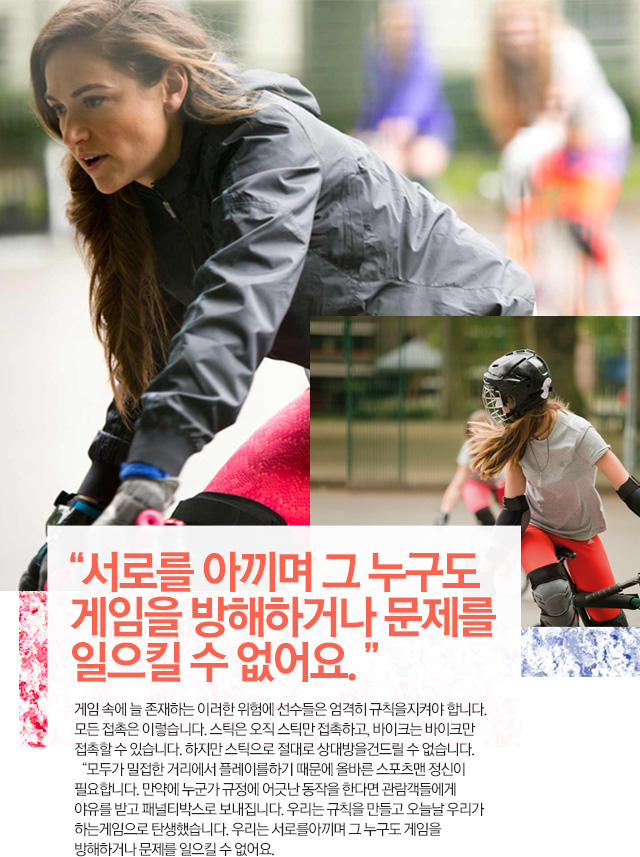 “서로를 아끼며 그 누구도
게임을 방해하거나 문제를
일으킬 수 없어요.”
게임 속에 늘 존재하는 이러한 위험에 선수들은 엄격히 규칙을지켜야 합니다.
모든 접촉은 이렇습니다. 스틱은 오직 스틱만 접촉하고, 바이크는 바이크만
접촉할 수 있습니다. 하지만 스틱으로 절대로 상대방을건드릴 수 없습니다.
“모두가 밀접한 거리에서 플레이를하기 때문에 올바른 스포츠맨 정신이
필요합니다. 만약에 누군가 규정에 어긋난 동작을 한다면 관람객들에게
야유를 받고 패널티박스로 보내집니다. 우리는 규칙을 만들고 오늘날 우리가
하는게임으로 탄생했습니다. 우리는 서로를아끼며 그 누구도 게임을
방해하거나 문제를 일으킬 수 없어요.